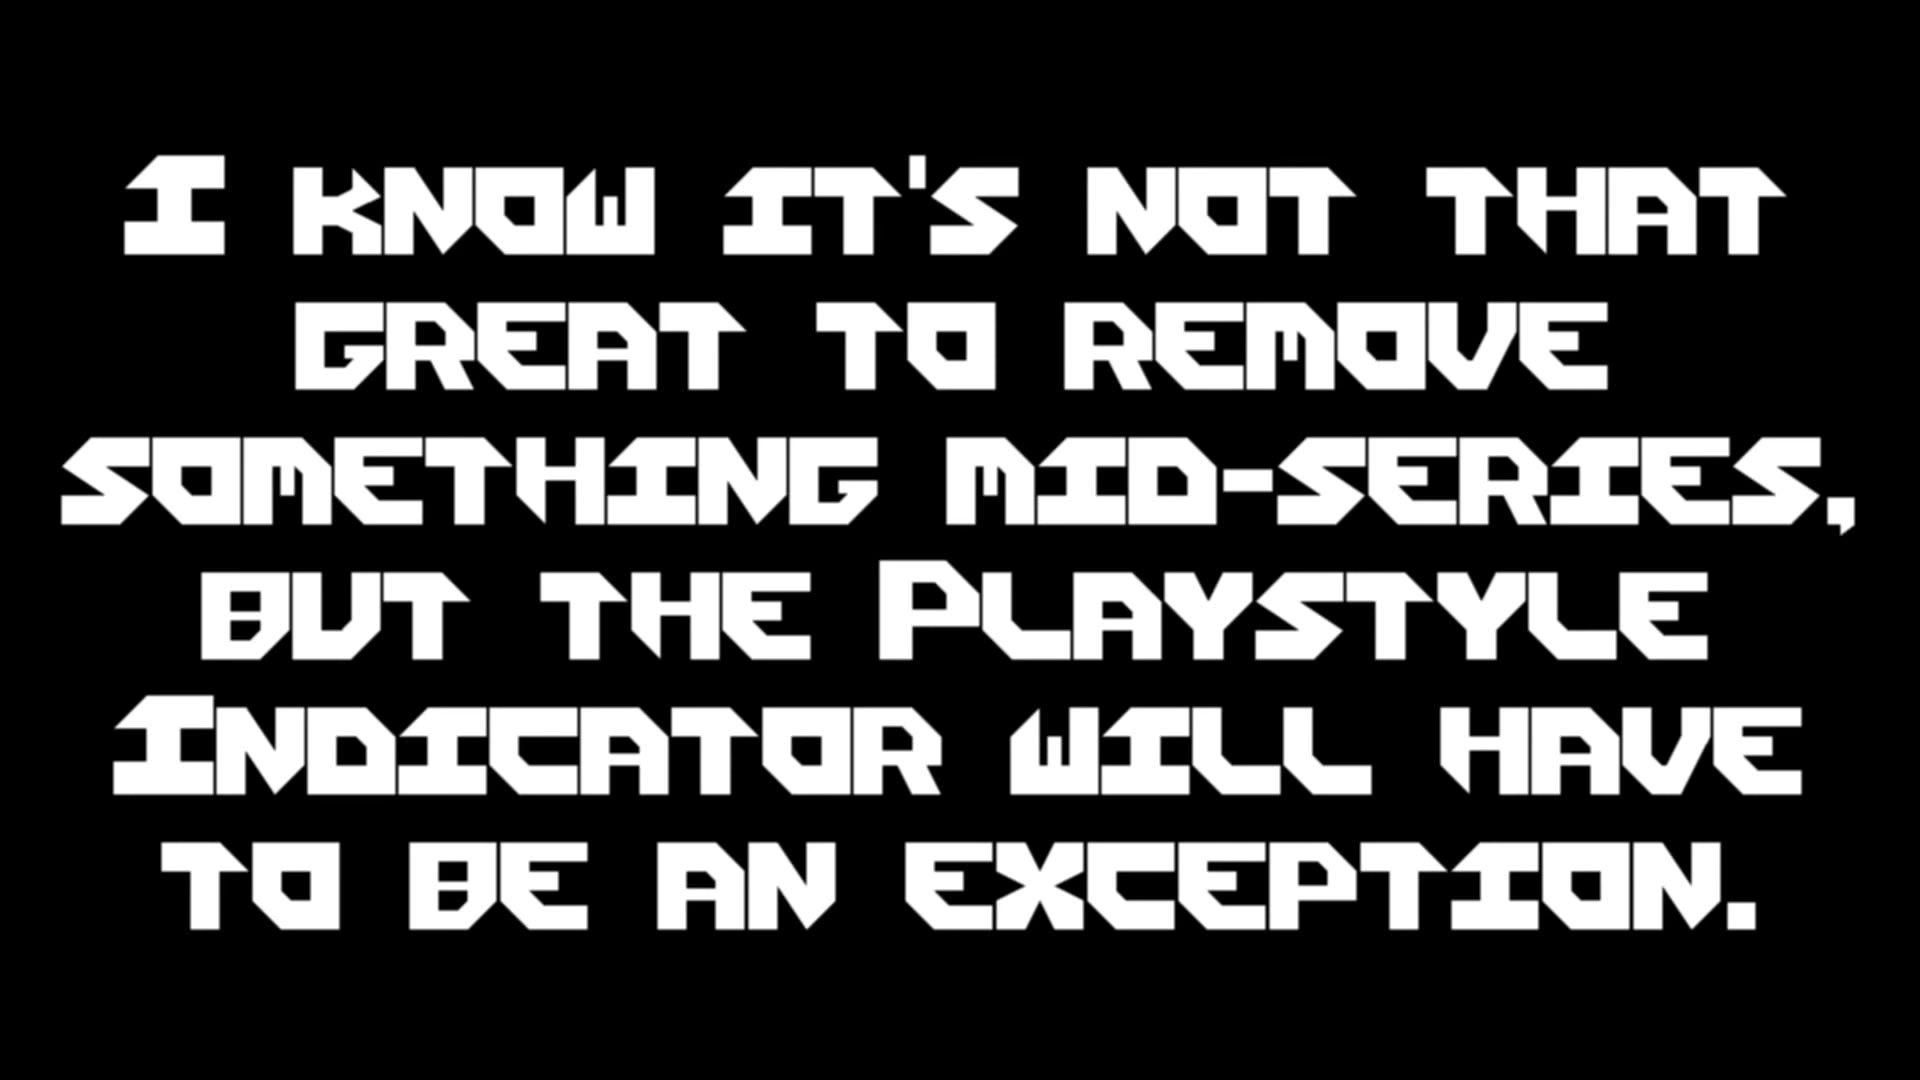 I know it's not that
great to remove
something mid-series,
but the Playstyle
Indicator will have
to be an exception.